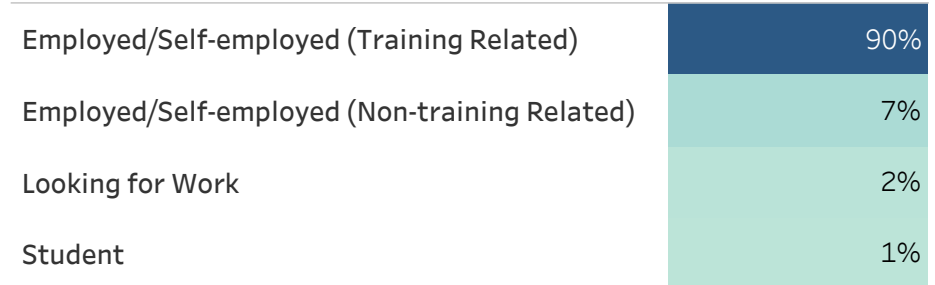 Employed/Self-employed (Training Related) 90%
Employed/Self-employed (Non-training Related) 7%
Looking for Work 2%
Student 1%